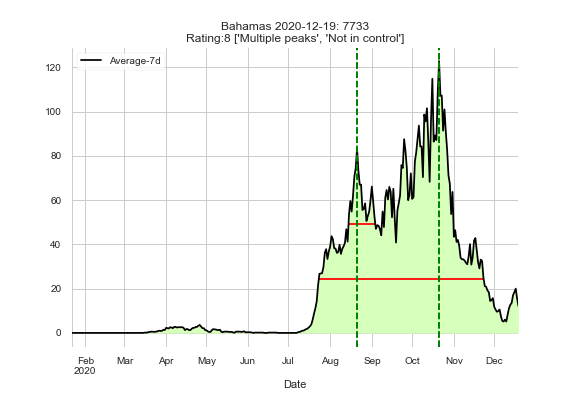 Bahamas 2020-12-19: 7733
Rating:8 ['Multiple peaks', 'Not in control']
Average-7d
120
100
80
60
40
20
0
Feb Mar Apr May Jun Jul Aug Sep Oct Nov Dec
2020
Date